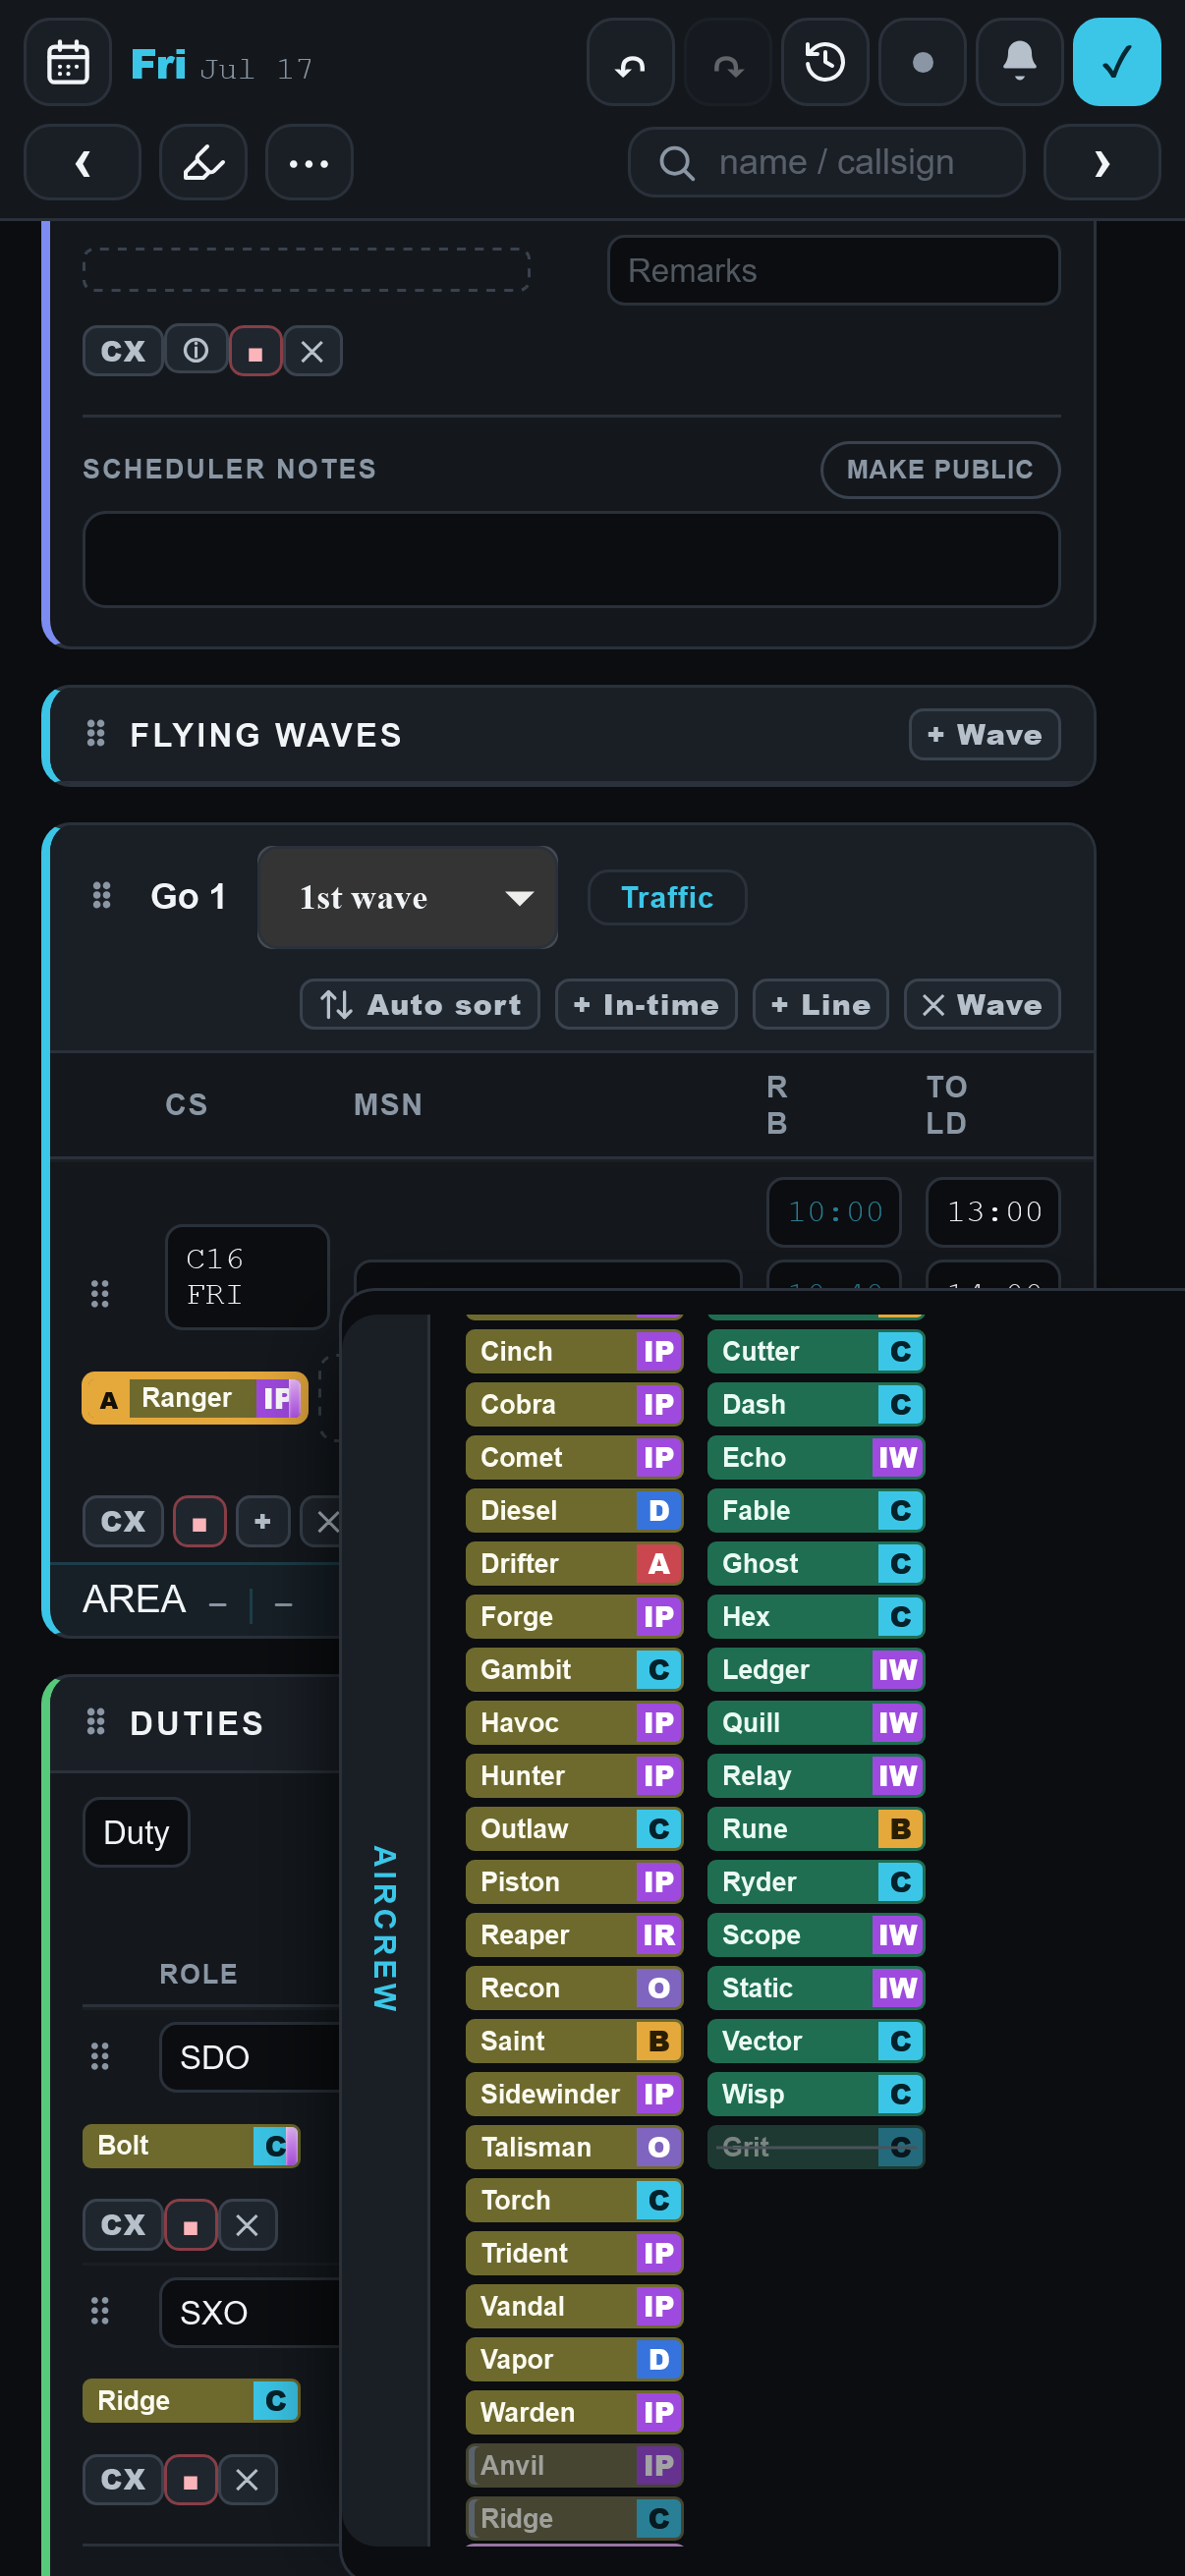 Fri Jul 17
name / callsign
Remarks
CX
SCHEDULER NOTES
MAKE PUBLIC
FLYING WAVES
+ Wave
Go 1
1st wave
Traffic
Auto sort
+ In-time
+ Line
× Wave
CS
MSN
R
B
TO
LD
10:00
13:00
C16
FRI
A Ranger IP
CX
+
AREA – | –
DUTIES
Duty
ROLE
SDO
Bolt C
CX
SXO
Ridge C
CX
AIRCREW
Cinch IP
Cobra IP
Comet IP
Diesel D
Drifter A
Forge IP
Gambit C
Havoc IP
Hunter IP
Outlaw C
Piston IP
Reaper IR
Recon O
Saint B
Sidewinder IP
Talisman O
Torch C
Trident IP
Vandal IP
Vapor D
Warden IP
Anvil IP
Ridge C
Cutter C
Dash C
Echo IW
Fable C
Ghost C
Hex C
Ledger IW
Quill IW
Relay IW
Rune B
Ryder C
Scope IW
Static IW
Vector C
Wisp C
Grit C